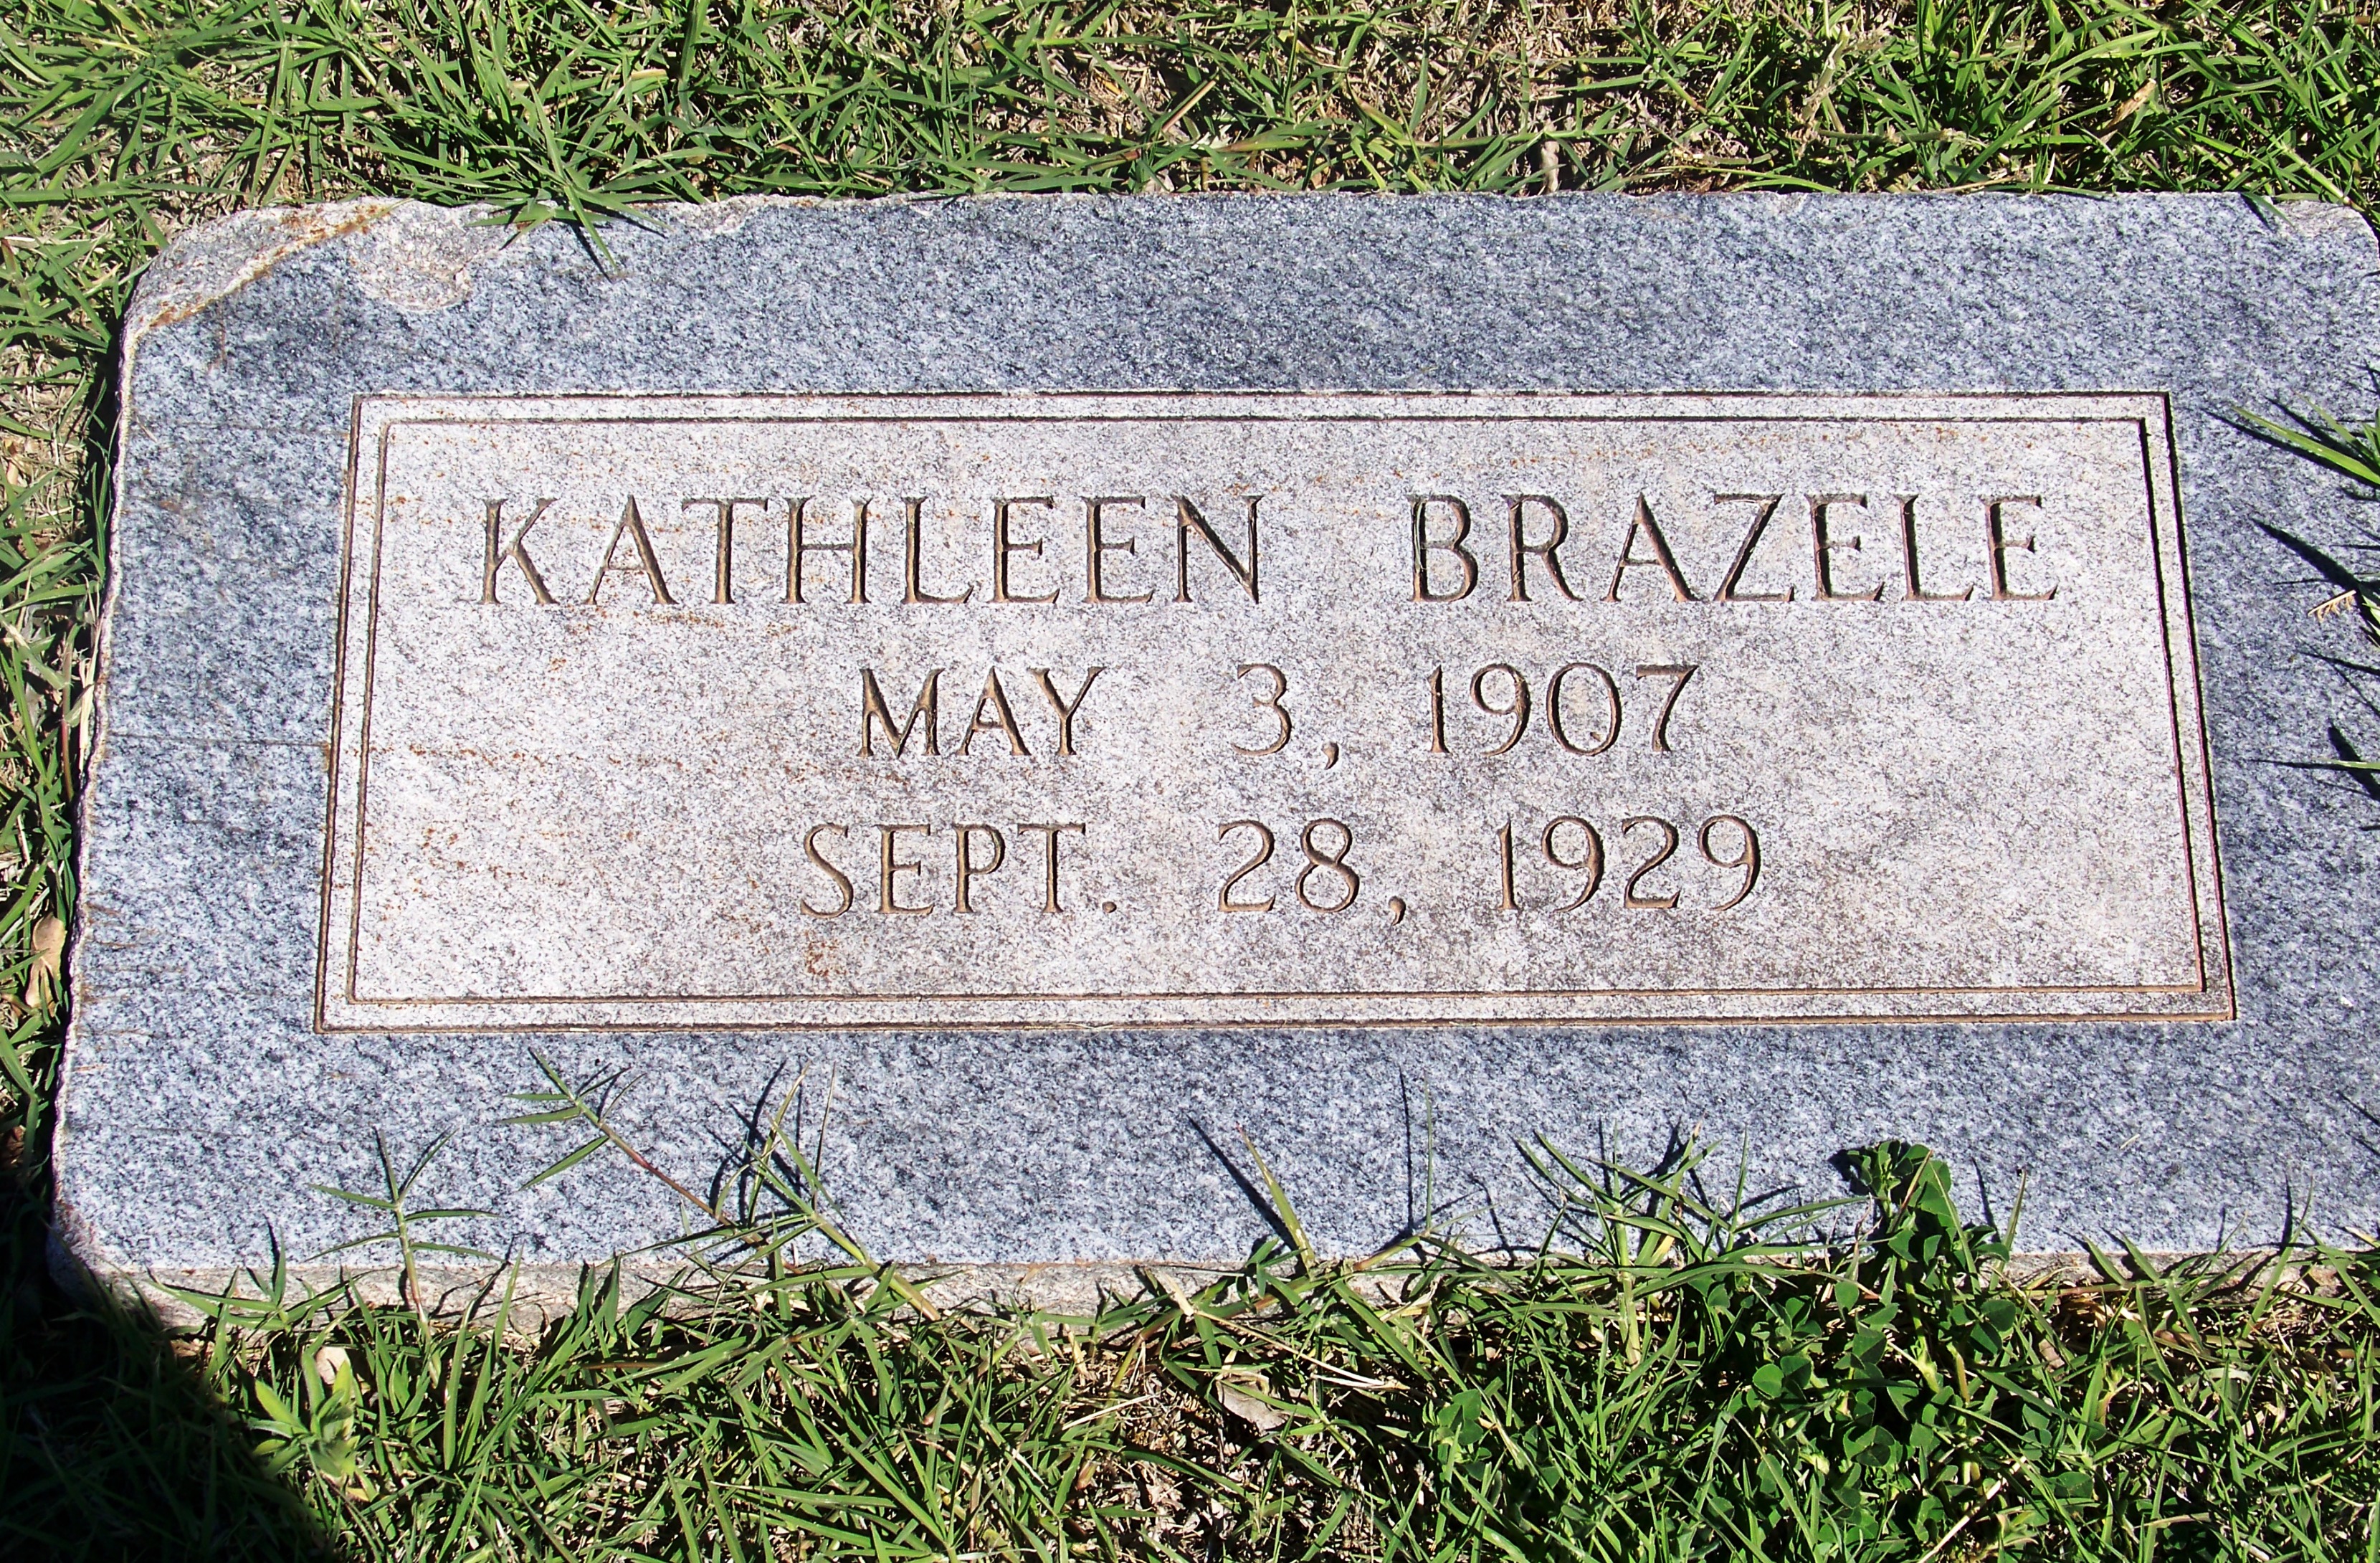 KATHLEEN BRAZELE
MAY 3, 1907
SEPT. 28, 1929